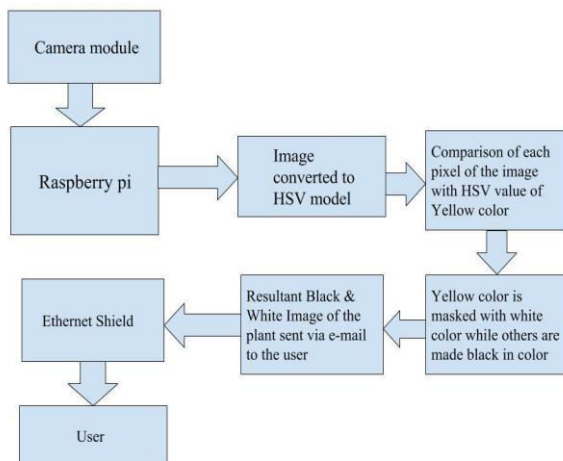 Camera module
Raspberry pi
Image
converted to
HSV model
Comparison of each
pixel of the image
with HSV value of
Yellow color
Yellow color is
masked with white
color while others are
made black in color
Resultant Black &
White Image of the
plant sent via e-mail
to the user
Ethernet Shield
User